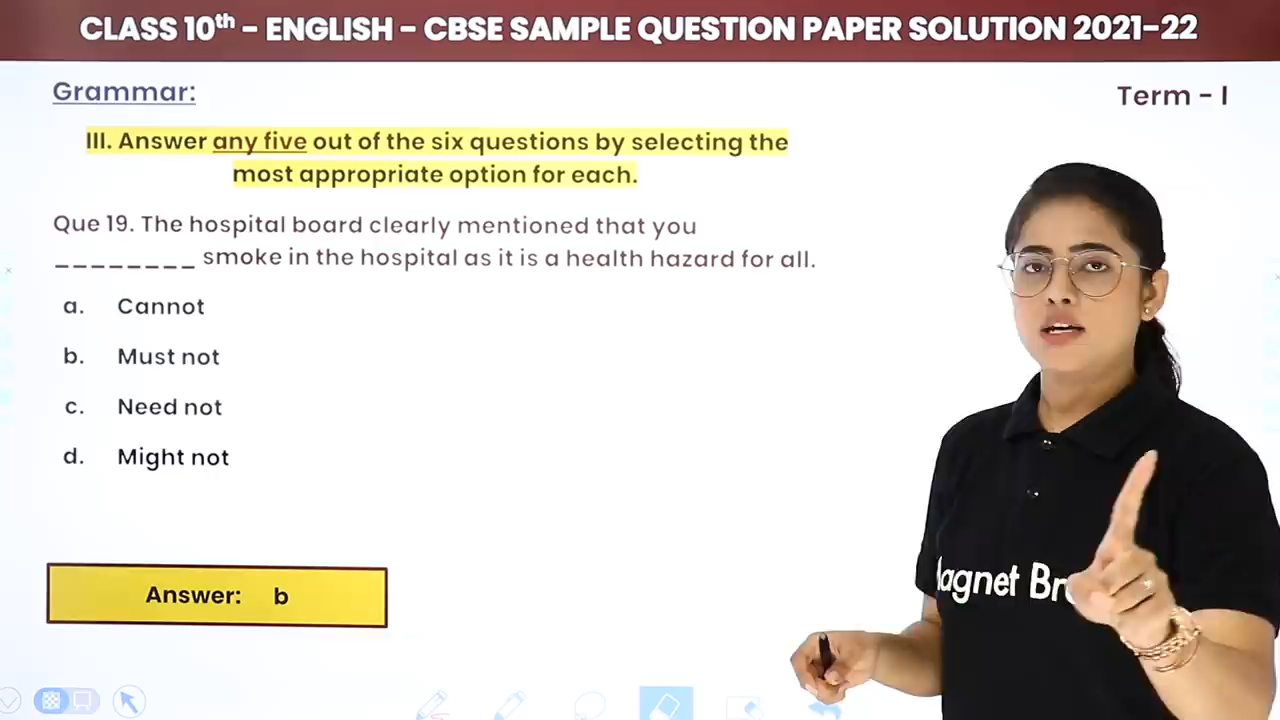 CLASS 10th - ENGLISH - CBSE SAMPLE QUESTION PAPER SOLUTION 2021-22
Grammar:
Term - I
III. Answer any five out of the six questions by selecting the
most appropriate option for each.
Que 19. The hospital board clearly mentioned that you
________ smoke in the hospital as it is a health hazard for all.
a. Cannot
b. Must not
c. Need not
d. Might not
Answer: b
agnet Br